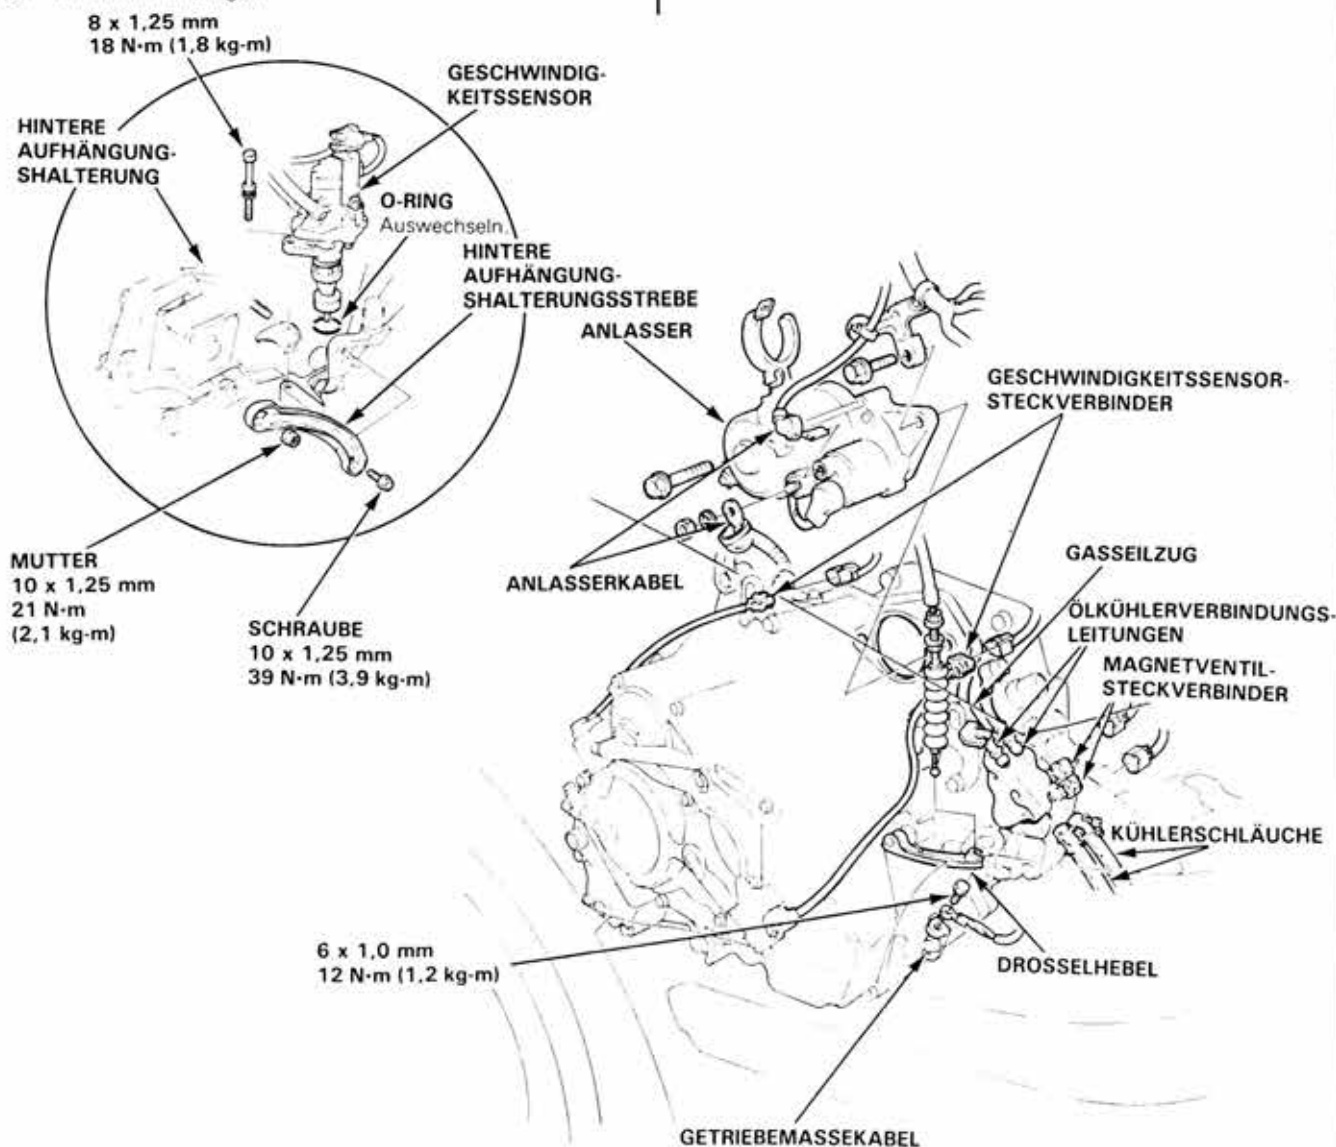 8 x 1,25 mm
18 N·m (1,8 kg-m)
GESCHWINDIG-
KEITSSENSOR
HINTERE
AUFHÄNGUNG-
SHALTERUNG
O-RING
Auswechseln.
HINTERE
AUFHÄNGUNG-
SHALTERUNGSSTREBE
ANLASSER
GESCHWINDIGKEITSSENSOR-
STECKVERBINDER
MUTTER
10 x 1,25 mm
21 N·m
(2,1 kg-m)
SCHRAUBE
10 x 1,25 mm
39 N·m (3,9 kg-m)
ANLASSERKABEL
GASSEILZUG
ÖLKÜHLERVERBINDUNGS-
LEITUNGEN
MAGNETVENTIL-
STECKVERBINDER
KÜHLERSCHLÄUCHE
6 x 1,0 mm
12 N·m (1,2 kg-m)
DROSSELHEBEL
GETRIEBEMASSEKABEL